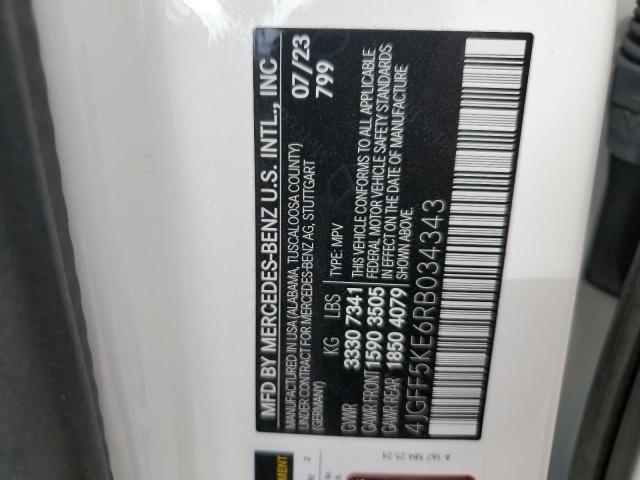 MFD BY MERCEDES-BENZ U.S. INTL., INC
MANUFACTURED IN USA (ALABAMA, TUSCALOOSA COUNTY)
UNDER CONTRACT FOR MERCEDES-BENZ AG, STUTTGART
(GERMANY)
07/23
799
KG LBS TYPE: MPV
GVWR 3330 7341
GAWR FRONT 1590 3505
GAWR REAR 1850 4079
THIS VEHICLE CONFORMS TO ALL APPLICABLE
FEDERAL MOTOR VEHICLE SAFETY STANDARDS
IN EFFECT ON THE DATE OF MANUFACTURE
SHOWN ABOVE.
4JGFF5KE6RB034343
A 167 584 25 24